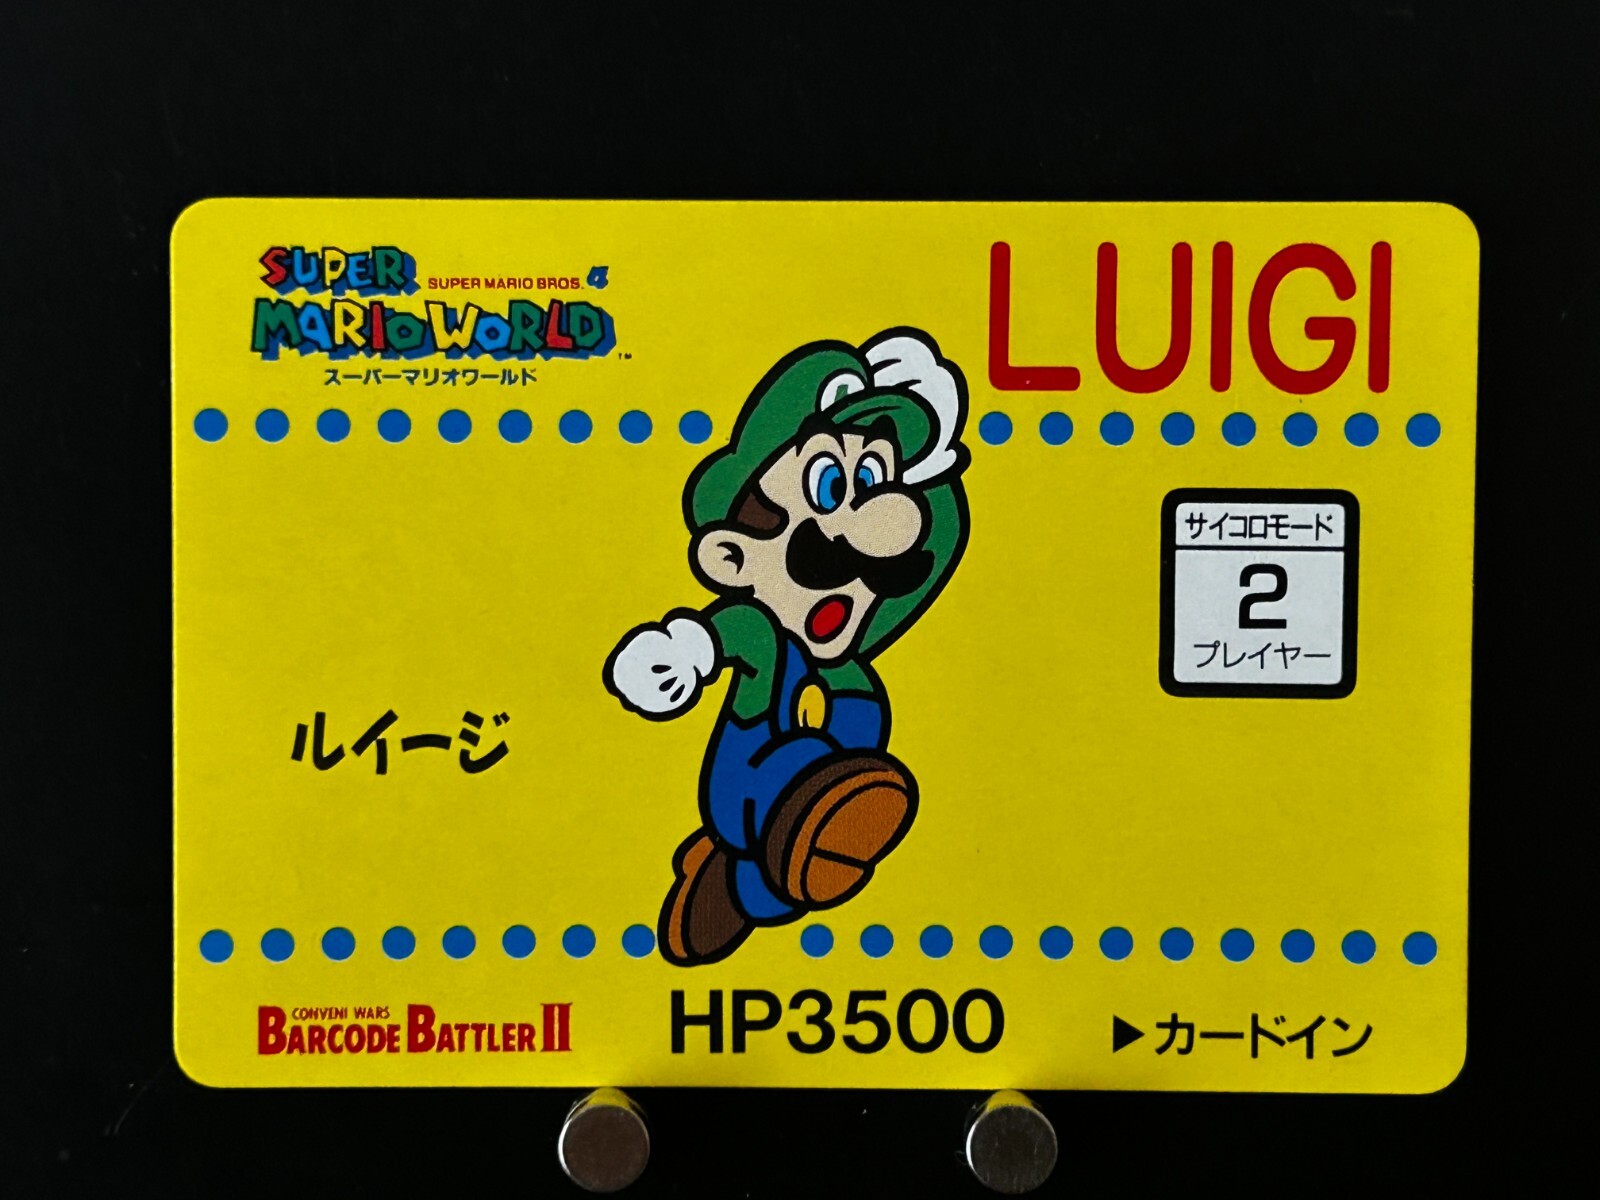 SUPER
SUPER MARIO BROS. 4
MARIO WORLD™
スーパーマリオワールド
LUIGI
L
サイコロモード
2
プレイヤー
ルイージ
CONVENI WARS
BARCODE BATTLER II
HP3500
▶カードイン